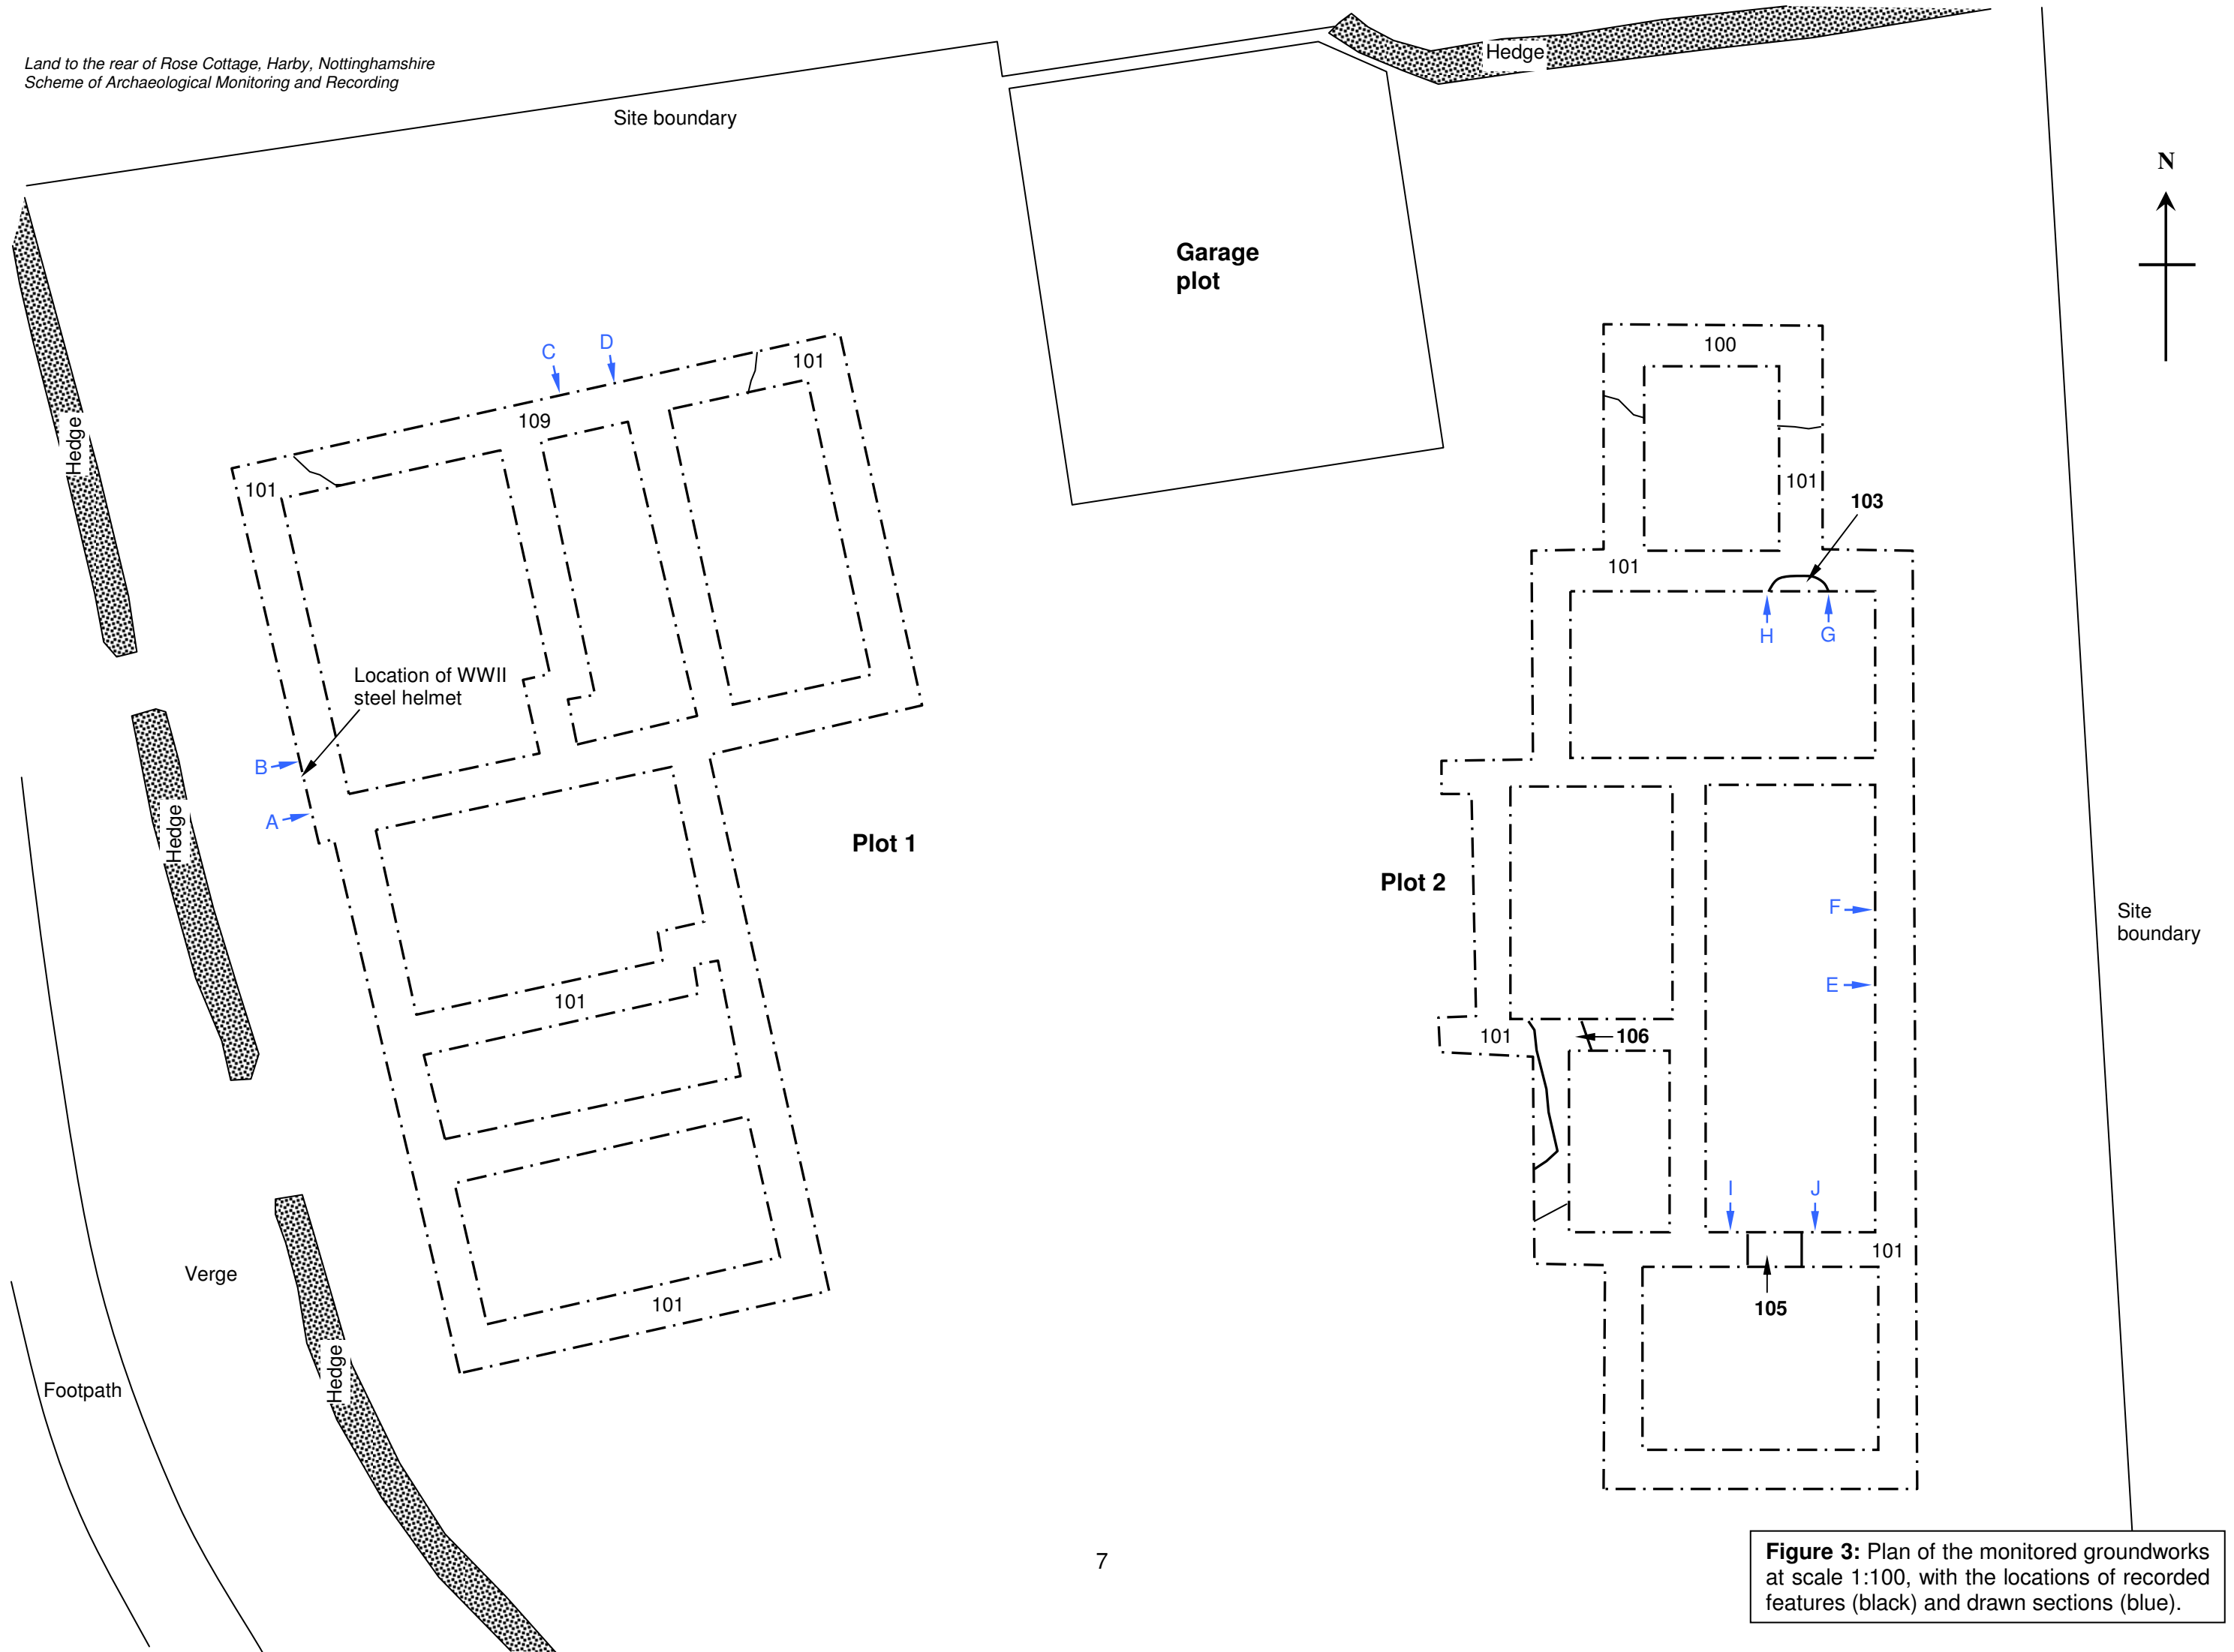 Land to the rear of Rose Cottage, Harby, Nottinghamshire
Scheme of Archaeological Monitoring and Recording
Hedge
Site boundary
N
Garage
plot
C
D
101
109
101
Hedge
100
101
103
101
H
G
Location of WWII
steel helmet
B
A
Hedge
Plot 1
Plot 2
F
E
Site
boundary
101
101
106
I
J
101
105
Verge
101
Hedge
Footpath
7
Figure 3: Plan of the monitored groundworks
at scale 1:100, with the locations of recorded
features (black) and drawn sections (blue).